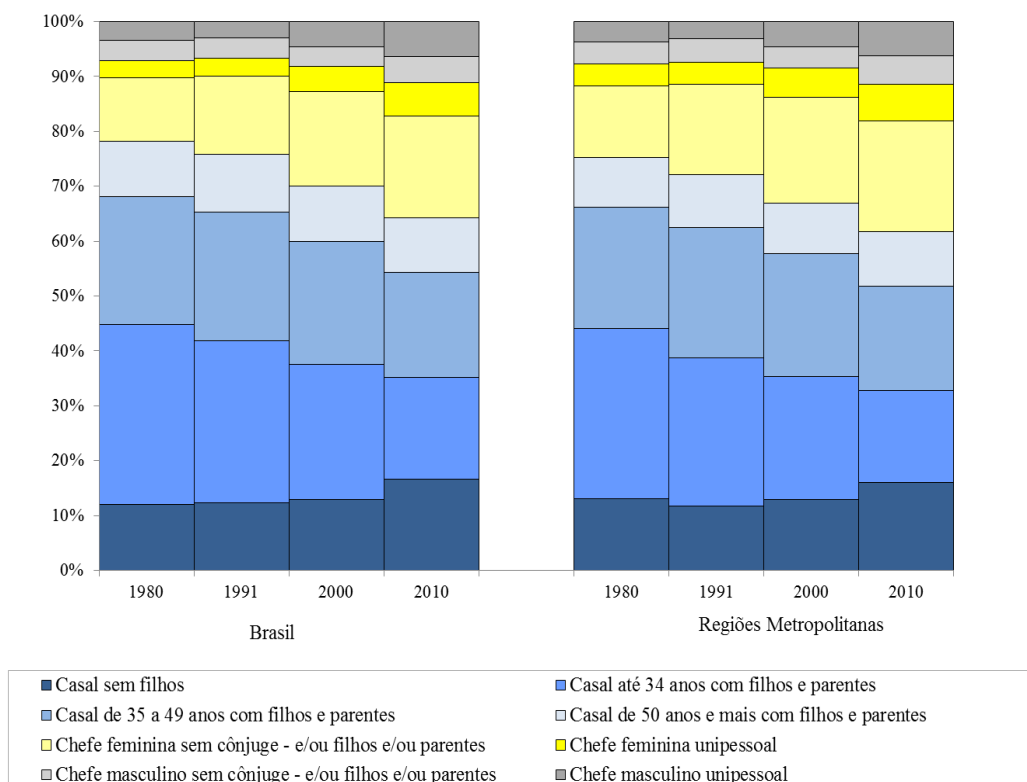 100%
90%
80%
70%
60%
50%
40%
30%
20%
10%
0%
1980 1991 2000 2010 1980 1991 2000 2010
Brasil Regiões Metropolitanas
Casal sem filhos Casal até 34 anos com filhos e parentes
Casal de 35 a 49 anos com filhos e parentes Casal de 50 anos e mais com filhos e parentes
Chefe feminina sem cônjuge - e/ou filhos e/ou parentes Chefe feminina unipessoal
Chefe masculino sem cônjuge - e/ou filhos e/ou parentes Chefe masculino unipessoal